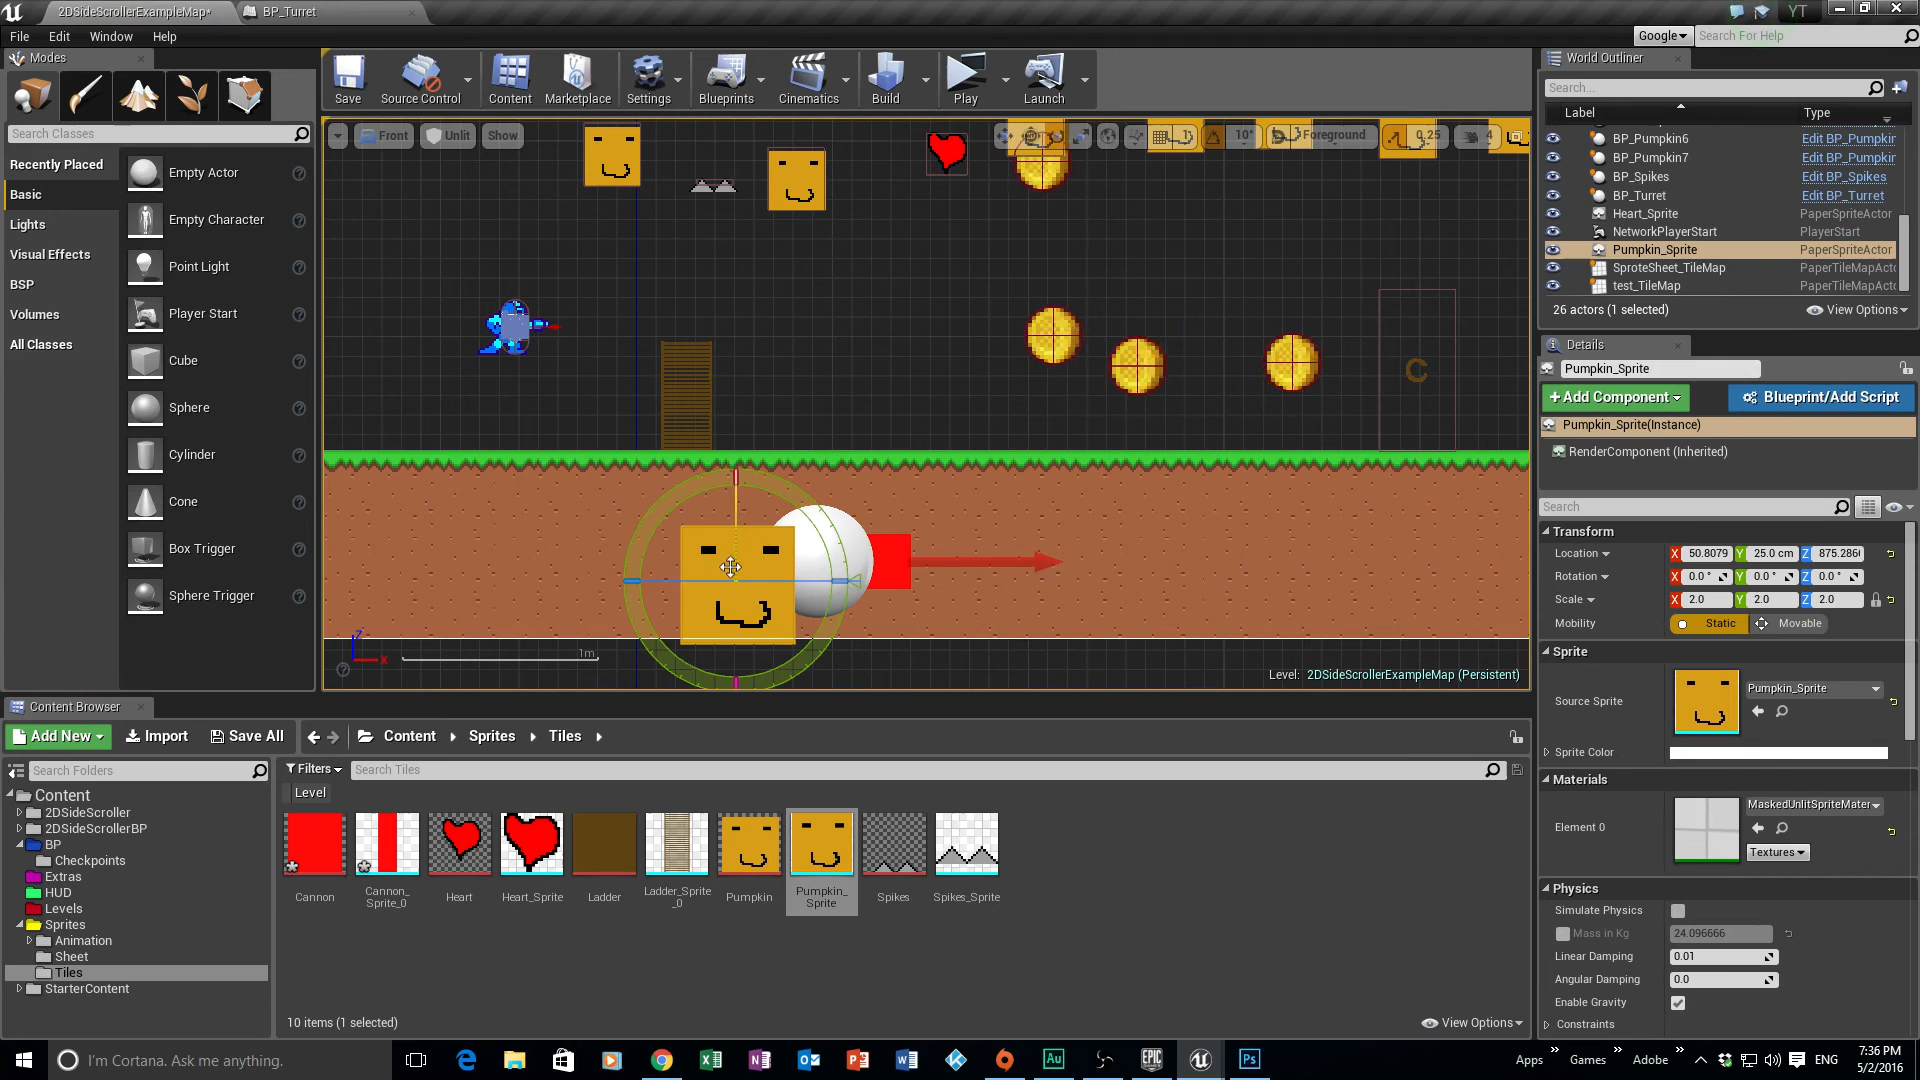 2DSideScrollerExampleMap*
BP_Turret
YT
File Edit Window Help
Google
Search For Help
Modes
Search Classes
Recently Placed
Basic
Lights
Visual Effects
BSP
Volumes
All Classes
Empty Actor
Empty Character
Point Light
Player Start
Cube
Sphere
Cylinder
Cone
Box Trigger
Sphere Trigger
Save
Source Control
Content
Marketplace
Settings
Blueprints
Cinematics
Build
Play
Launch
Front
Unlit
Show
1
10°
Foreground
0.25
4
C
Z
X
1m
Level: 2DSideScrollerExampleMap (Persistent)
World Outliner
Search...
Label
Type
BP_Pumpkin6 Edit BP_Pumpkin
BP_Pumpkin7 Edit BP_Pumpkin
BP_Spikes Edit BP_Spikes
BP_Turret Edit BP_Turret
Heart_Sprite PaperSpriteActor
NetworkPlayerStart PlayerStart
Pumpkin_Sprite PaperSpriteActor
SproteSheet_TileMap PaperTileMapActo
test_TileMap PaperTileMapActo
26 actors (1 selected)
View Options
Details
Pumpkin_Sprite
+ Add Component
Blueprint/Add Script
Pumpkin_Sprite(Instance)
RenderComponent (Inherited)
Search
Transform
Location X 50.8079 Y 25.0 cm Z 875.286
Rotation X 0.0 ° Y 0.0 ° Z 0.0 °
Scale X 2.0 Y 2.0 Z 2.0
Mobility Static Movable
Sprite
Source Sprite
Pumpkin_Sprite
Sprite Color
Materials
Element 0
MaskedUnlitSpriteMater
Textures
Physics
Simulate Physics
Mass in Kg 24.096666
Linear Damping 0.01
Angular Damping 0.0
Enable Gravity
Constraints
Content Browser
Add New
Import
Save All
Content
Sprites
Tiles
Search Folders
Filters
Search Tiles
Level
Content
2DSideScroller
2DSideScrollerBP
BP
Checkpoints
Extras
HUD
Levels
Sprites
Animation
Sheet
Tiles
StarterContent
Cannon
Cannon_
Sprite_0
Heart
Heart_Sprite
Ladder
Ladder_Sprite
_0
Pumpkin
Pumpkin_
Sprite
Spikes
Spikes_Sprite
10 items (1 selected)
View Options
I'm Cortana. Ask me anything.
Au
EPIC
Ps
Apps
Games
Adobe
ENG
7:36 PM
5/2/2016